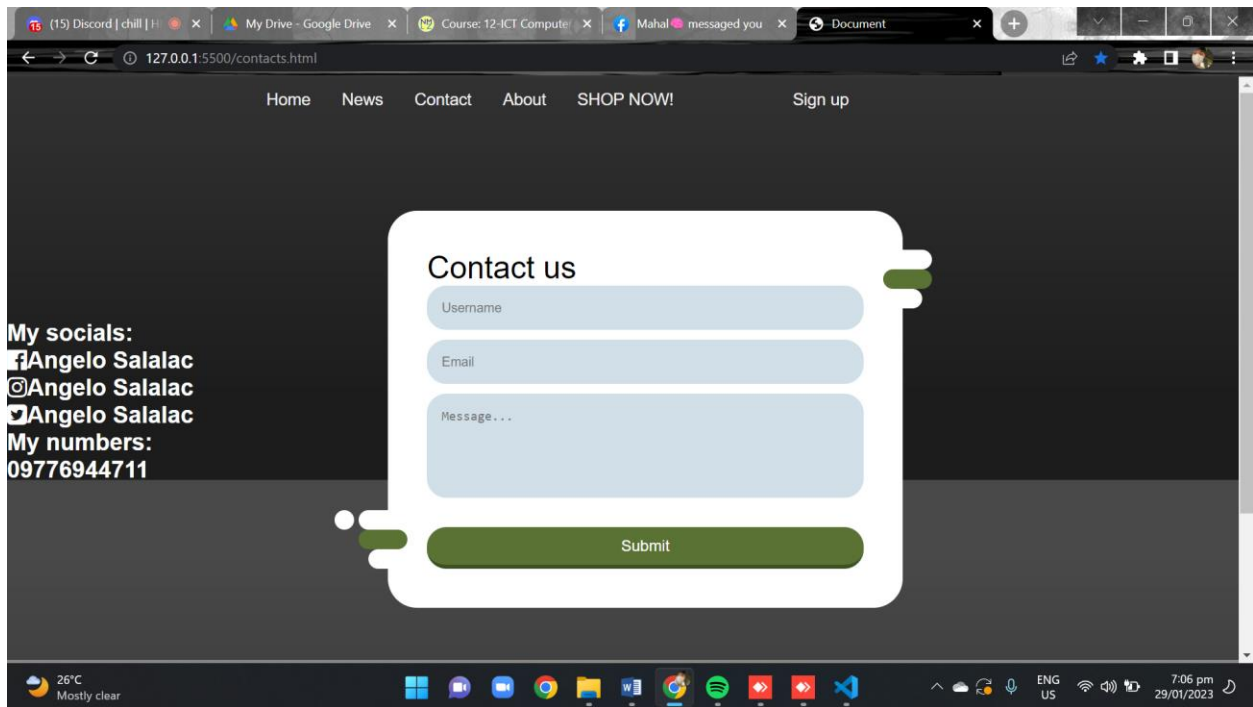 (15) Discord | chill | H
My Drive - Google Drive
Course: 12-ICT Computer
Mahal messaged you
Document
127.0.0.1:5500/contacts.html
Home News Contact About SHOP NOW! Sign up
Contact us
Username
Email
Message...
Submit
My socials:
Angelo Salalac
Angelo Salalac
Angelo Salalac
My numbers:
09776944711
26°C
Mostly clear
ENG
US
7:06 pm
29/01/2023